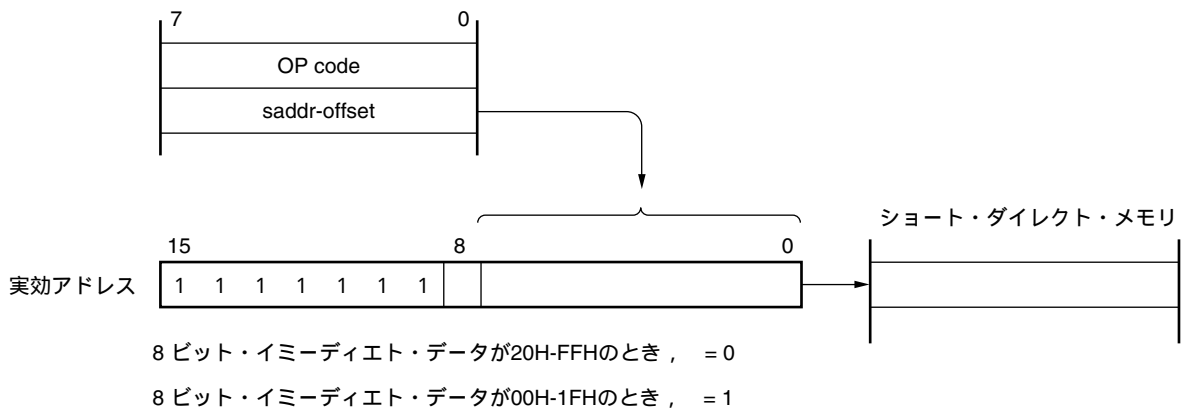 7 0
OP code
saddr-offset
ショート・ダイレクト・メモリ
15 8 0
実効アドレス 1 1 1 1 1 1 1
8 ビット・イミーディエト・データが20H-FFHのとき， = 0
8 ビット・イミーディエト・データが00H-1FHのとき， = 1